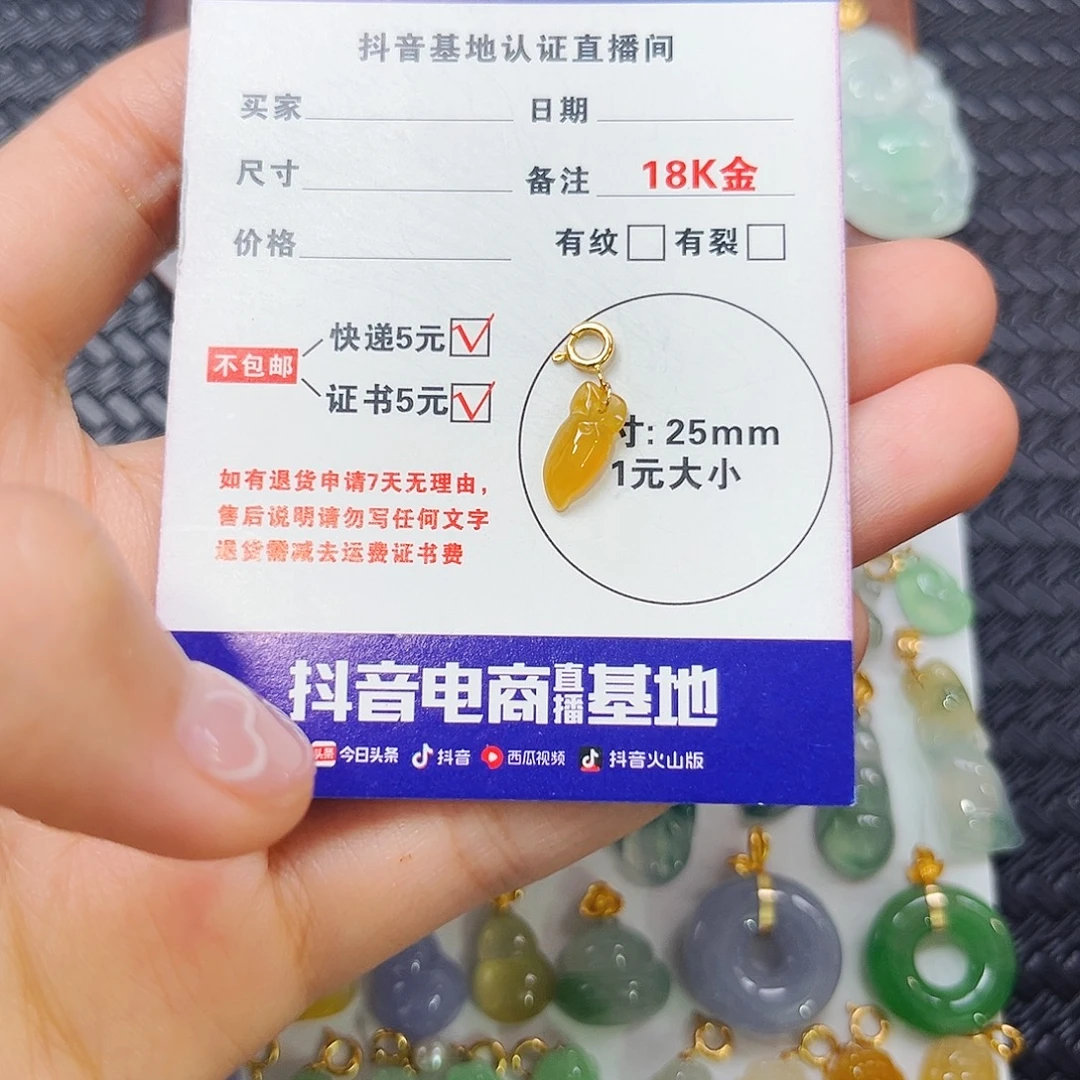 抖音基地认证直播间
买家 日期
尺寸 备注 18K金
价格 有纹 有裂
不包邮
快递5元
证书5元
寸: 25mm
1元大小
如有退货申请7天无理由,
售后说明请勿写任何文字
退货需减去运费证书费
抖音电商直播基地
头条 今日头条 抖音 西瓜视频 抖音火山版